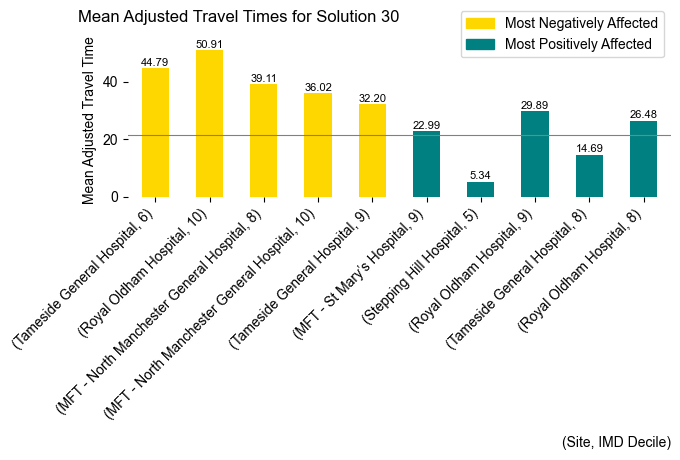 Mean Adjusted Travel Times for Solution 30
Most Negatively Affected
Most Positively Affected
Mean Adjusted Travel Time
40
20
0
44.79
50.91
39.11
36.02
32.20
22.99
5.34
29.89
14.69
26.48
(Tameside General Hospital, 6)
(Royal Oldham Hospital, 10)
(MFT - North Manchester General Hospital, 8)
(MFT - North Manchester General Hospital, 10)
(Tameside General Hospital, 9)
(MFT - St Mary's Hospital, 9)
(Stepping Hill Hospital, 5)
(Royal Oldham Hospital, 9)
(Tameside General Hospital, 8)
(Royal Oldham Hospital, 8)
(Site, IMD Decile)